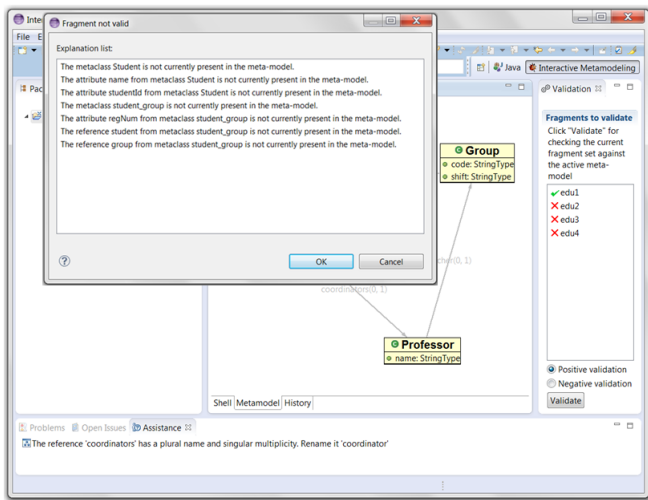 Inte
Fragment not valid
File E
Explanation list:
The metaclass Student is not currently present in the meta-model.
The attribute name from metaclass Student is not currently present in the meta-model.
The attribute studentId from metaclass Student is not currently present in the meta-model.
The metaclass student_group is not currently present in the meta-model.
The attribute regNum from metaclass student_group is not currently present in the meta-model.
The reference student from metaclass student_group is not currently present in the meta-model.
The reference group from metaclass student_group is not currently present in the meta-model.
OK
Cancel
Java
Interactive Metamodeling
Pac
Group
code: StringType
shift: StringType
cher(0, 1)
coordinators(0, 1)
Professor
name: StringType
Shell
Metamodel
History
Validation
Fragments to validate
Click "Validate" for
checking the current
fragment set against
the active meta-
model
edu1
edu2
edu3
edu4
Positive validation
Negative validation
Validate
Problems
Open Issues
Assistance
The reference 'coordinators' has a plural name and singular multiplicity. Rename it 'coordinator'